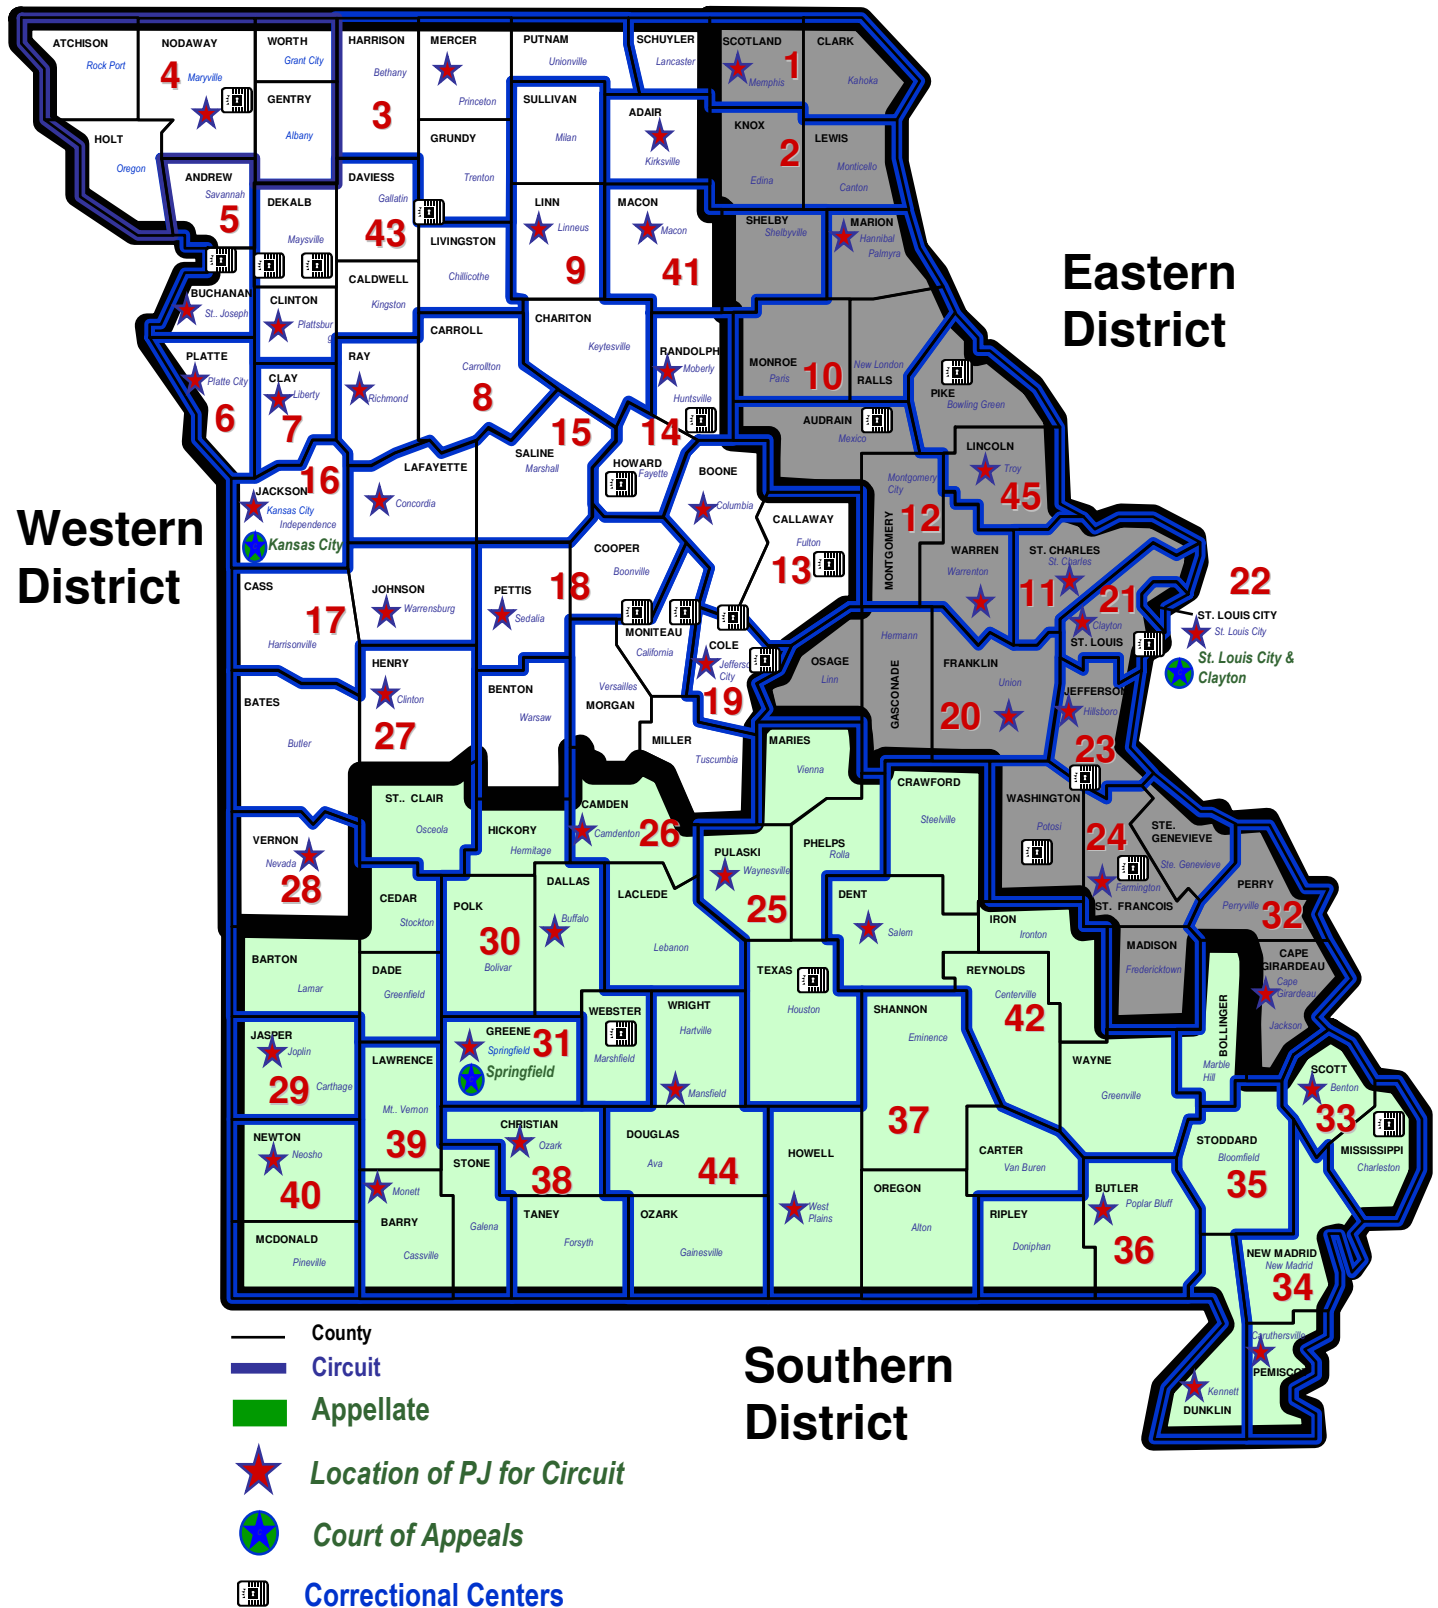 ATCHISON
Rock Port
NODAWAY
4
Maryville
WORTH
Grant City
HARRISON
Bethany
3
MERCER
Princeton
PUTNAM
Unionville
SCHUYLER
Lancaster
SCOTLAND
Memphis
1
CLARK
Kahoka
HOLT
Oregon
GENTRY
Albany
GRUNDY
Trenton
SULLIVAN
Milan
ADAIR
Kirksville
KNOX
Edina
2
LEWIS
Monticello
Canton
ANDREW
Savannah
5
DEKALB
Maysville
DAVIESS
Gallatin
43
LIVINGSTON
Chillicothe
LINN
Linneus
9
MACON
Macon
41
SHELBY
Shelbyville
MARION
Hannibal
Palmyra
Eastern
District
BUCHANAN
St.. Joseph
CLINTON
Plattsbur
g
CALDWELL
Kingston
CARROLL
Carrollton
8
CHARITON
Keytesville
RANDOLPH
Moberly
Huntsville
14
MONROE
Paris
10
New London
RALLS
PIKE
Bowling Green
PLATTE
Platte City
6
CLAY
Liberty
7
RAY
Richmond
15
SALINE
Marshall
HOWARD
Fayette
BOONE
Columbia
AUDRAIN
Mexico
LINCOLN
Troy
45
16
JACKSON
Kansas City
Independence
Kansas City
LAFAYETTE
Concordia
CALLAWAY
Fulton
13
Montgomery
City
MONTGOMERY
12
WARREN
Warrenton
ST. CHARLES
St. Charles
11
21
Clayton
ST. LOUIS
22
ST. LOUIS CITY
St. Louis City
St. Louis City &
Clayton
Western
District
CASS
17
Harrisonville
JOHNSON
Warrensburg
PETTIS
Sedalia
18
COOPER
Boonville
MONITEAU
California
COLE
Jefferso
City
19
OSAGE
Linn
Hermann
GASCONADE
FRANKLIN
Union
20
JEFFERSON
Hillsboro
23
BATES
Butler
HENRY
Clinton
27
BENTON
Warsaw
Versailles
MORGAN
MILLER
Tuscumbia
MARIES
Vienna
CRAWFORD
Steelville
WASHINGTON
Potosi
24
Farmington
ST. FRANCOIS
STE.
GENEVIEVE
Ste. Genevieve
PERRY
Perryville
32
VERNON
Nevada
28
ST.. CLAIR
Osceola
HICKORY
Hermitage
CAMDEN
Camdenton
26
PULASKI
Waynesville
25
PHELPS
Rolla
DENT
Salem
IRON
Ironton
MADISON
Fredericktown
CAPE
GIRARDEAU
Cape
Girardeau
Jackson
CEDAR
Stockton
POLK
30
Bolivar
DALLAS
Buffalo
LACLEDE
Lebanon
TEXAS
Houston
REYNOLDS
Centerville
42
BOLLINGER
Marble
Hill
BARTON
Lamar
DADE
Greenfield
GREENE
Springfield
31
Springfield
WEBSTER
Marshfield
WRIGHT
Hartville
Mansfield
SHANNON
Eminence
37
WAYNE
Greenville
SCOTT
Benton
33
JASPER
Joplin
29
Carthage
LAWRENCE
Mt.. Vernon
39
CHRISTIAN
Ozark
38
DOUGLAS
Ava
44
HOWELL
West
Plains
CARTER
Van Buren
STODDARD
Bloomfield
35
MISSISSIPPI
Charleston
NEWTON
Neosho
40
Monett
BARRY
Cassville
STONE
Galena
TANEY
Forsyth
OZARK
Gainesville
OREGON
Alton
RIPLEY
Doniphan
BUTLER
Poplar Bluff
36
NEW MADRID
New Madrid
34
MCDONALD
Pineville
Caruthersville
PEMISCO
Kennett
DUNKLIN
Southern
District
County
Circuit
Appellate
Location of PJ for Circuit
Court of Appeals
Correctional Centers